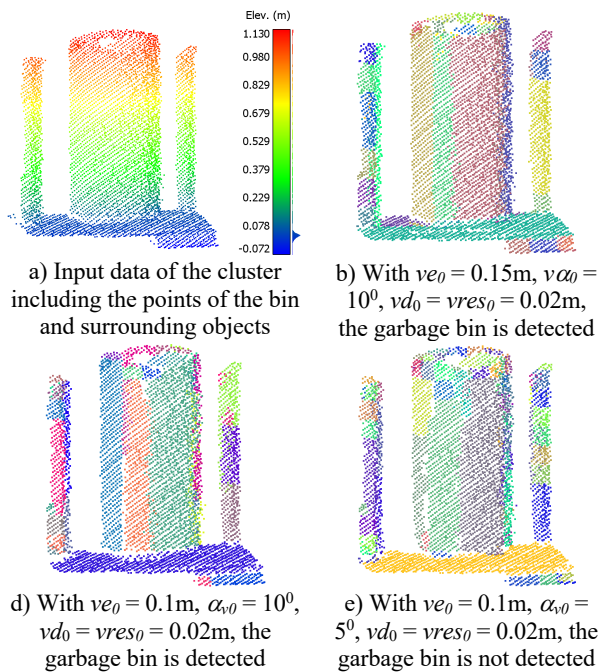 Elev. (m)
1.130
0.980
0.829
0.679
0.529
0.379
0.229
0.078
-0.072
a) Input data of the cluster
including the points of the bin
and surrounding objects
b) With ve₀ = 0.15m, vα₀ =
10⁰, vd₀ = vres₀ = 0.02m,
the garbage bin is detected
d) With ve₀ = 0.1m, αᵥ₀ = 10⁰,
vd₀ = vres₀ = 0.02m, the
garbage bin is detected
e) With ve₀ = 0.1m, αᵥ₀ =
5⁰, vd₀ = vres₀ = 0.02m, the
garbage bin is not detected